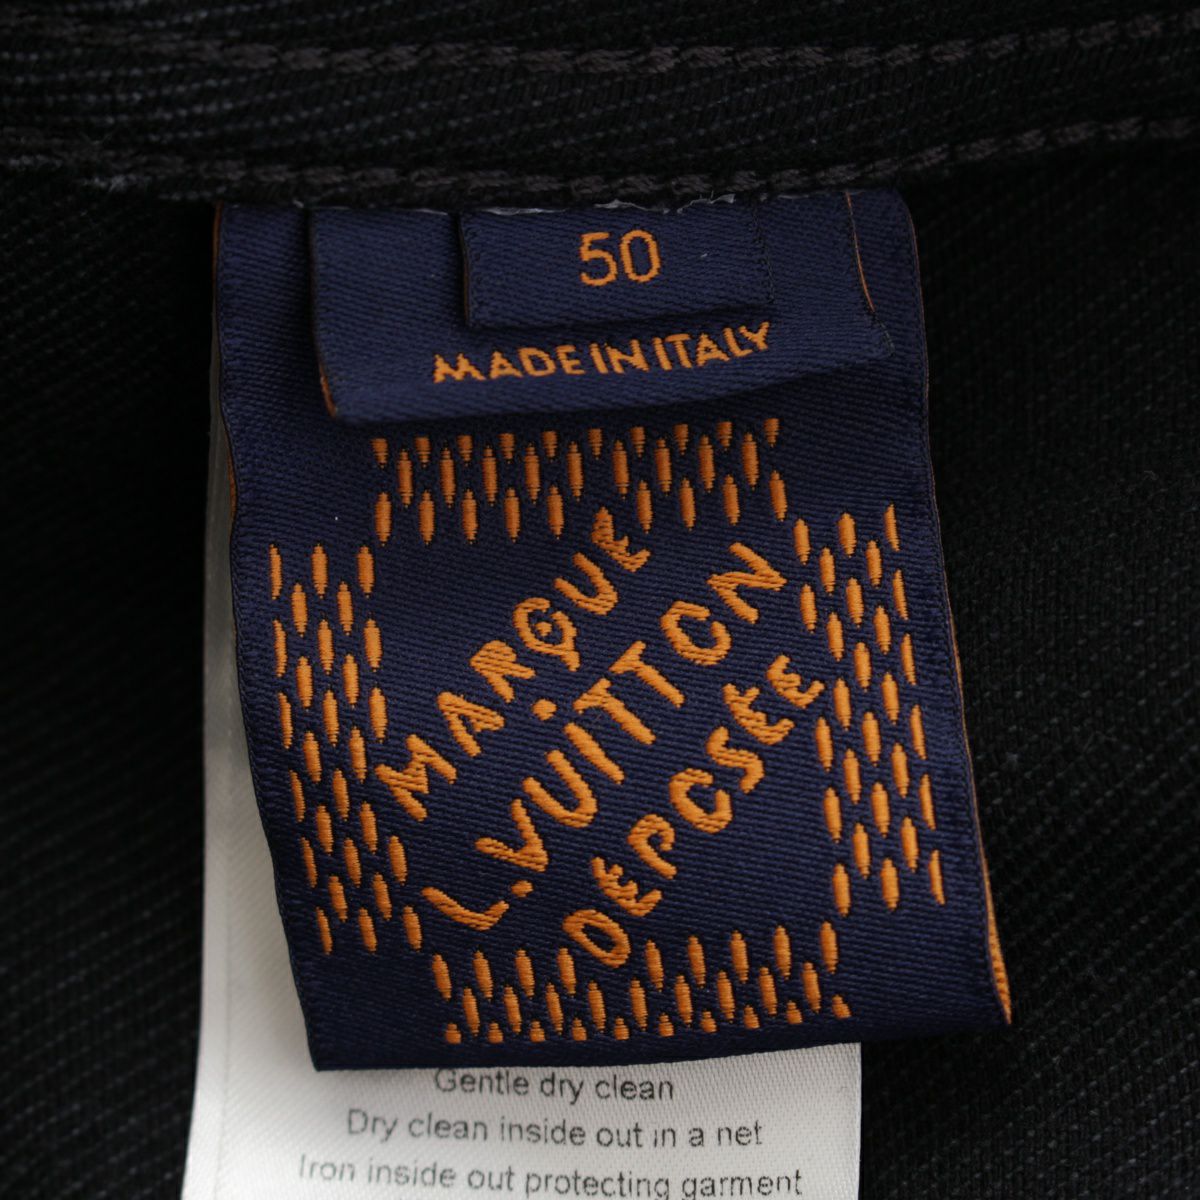 50
MADE IN ITALY
MARQUE
L.VUITTON
DÉPOSÉE
Gentle dry clean
Dry clean inside out in a net
Iron inside out protecting garment